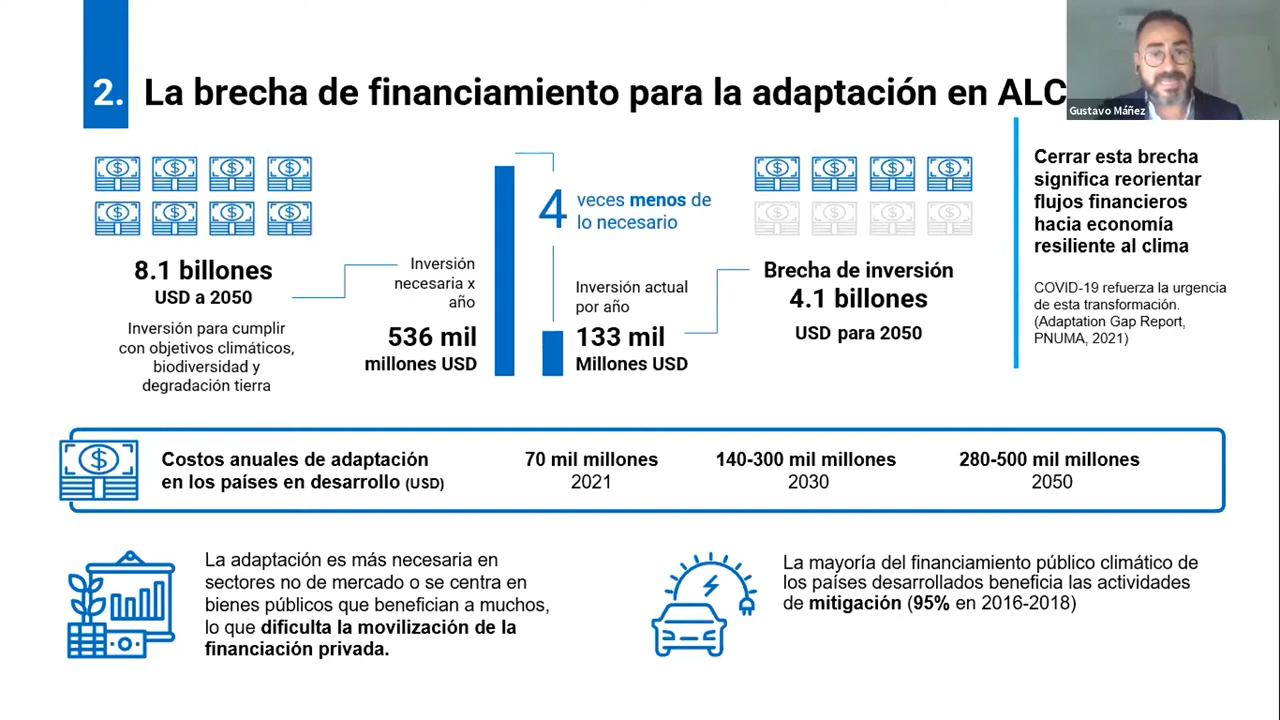 2. La brecha de financiamiento para la adaptación en ALC
Gustavo Máñez
8.1 billones
USD a 2050
Inversión para cumplir
con objetivos climáticos,
biodiversidad y
degradación tierra
Inversión
necesaria x
año
536 mil
millones USD
4 veces menos de
lo necesario
Inversión actual
por año
133 mil
Millones USD
Brecha de inversión
4.1 billones
USD para 2050
Cerrar esta brecha
significa reorientar
flujos financieros
hacia economía
resiliente al clima
COVID-19 refuerza la urgencia
de esta transformación.
(Adaptation Gap Report,
PNUMA, 2021)
Costos anuales de adaptación
en los países en desarrollo (USD)
70 mil millones
2021
140-300 mil millones
2030
280-500 mil millones
2050
La adaptación es más necesaria en
sectores no de mercado o se centra en
bienes públicos que benefician a muchos,
lo que dificulta la movilización de la
financiación privada.
La mayoría del financiamiento público climático de
los países desarrollados beneficia las actividades
de mitigación (95% en 2016-2018)